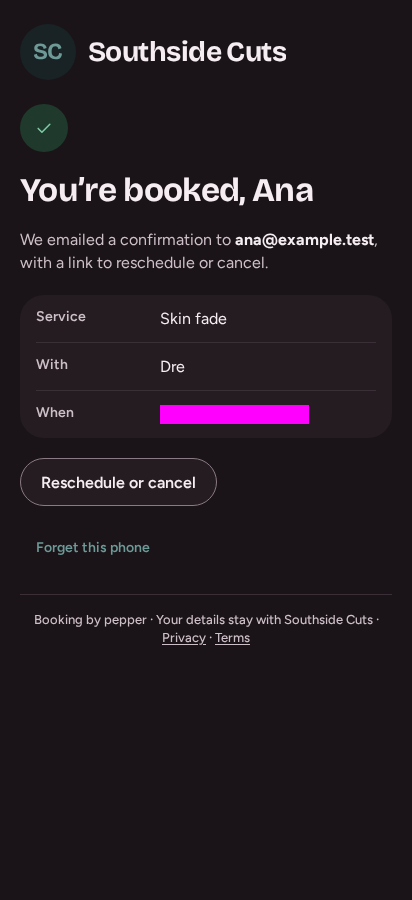 SC
Southside Cuts
You’re booked, Ana
We emailed a confirmation to ana@example.test,
with a link to reschedule or cancel.
Service
Skin fade
With
Dre
When
Reschedule or cancel
Forget this phone
Booking by pepper · Your details stay with Southside Cuts ·
Privacy · Terms